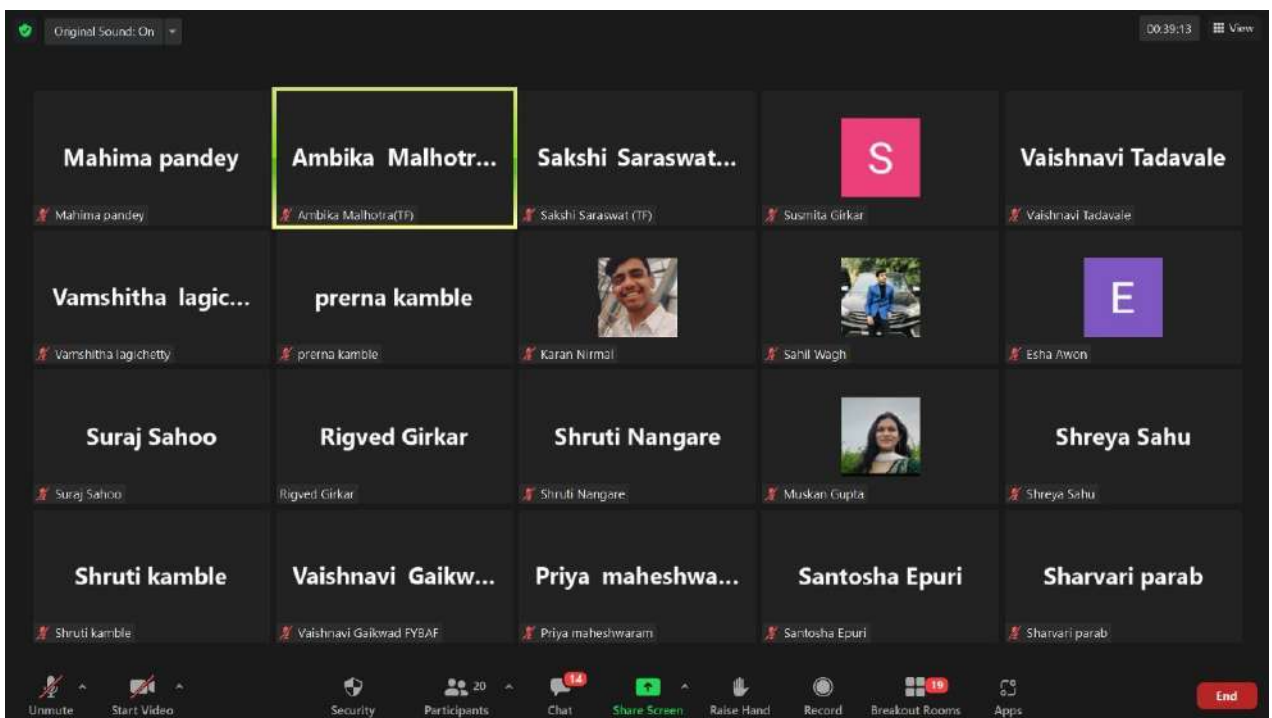 Original Sound: On
00:39:13
View
Mahima pandey
Mahima pandey
Ambika Malhotr...
Ambika Malhotra(TF)
Sakshi Saraswat...
Sakshi Saraswat (TF)
S
Susmita Girkar
Vaishnavi Tadavale
Vaishnavi Tadavale
Vamshitha lagic...
Vamshitha lagichetty
prerna kamble
prerna kamble
Karan Nirmal
Sahil Wagh
E
Esha Awon
Suraj Sahoo
Suraj Sahoo
Rigved Girkar
Rigved Girkar
Shruti Nangare
Shruti Nangare
Muskan Gupta
Shreya Sahu
Shreya Sahu
Shruti kamble
Shruti kamble
Vaishnavi Gaikw...
Vaishnavi Gaikwad FYBAF
Priya maheshwa...
Priya maheshwaram
Santosha Epuri
Santosha Epuri
Sharvari parab
Sharvari parab
Unmute
Start Video
Security
20
Participants
14
Chat
Share Screen
Raise Hand
Record
19
Breakout Rooms
Apps
End